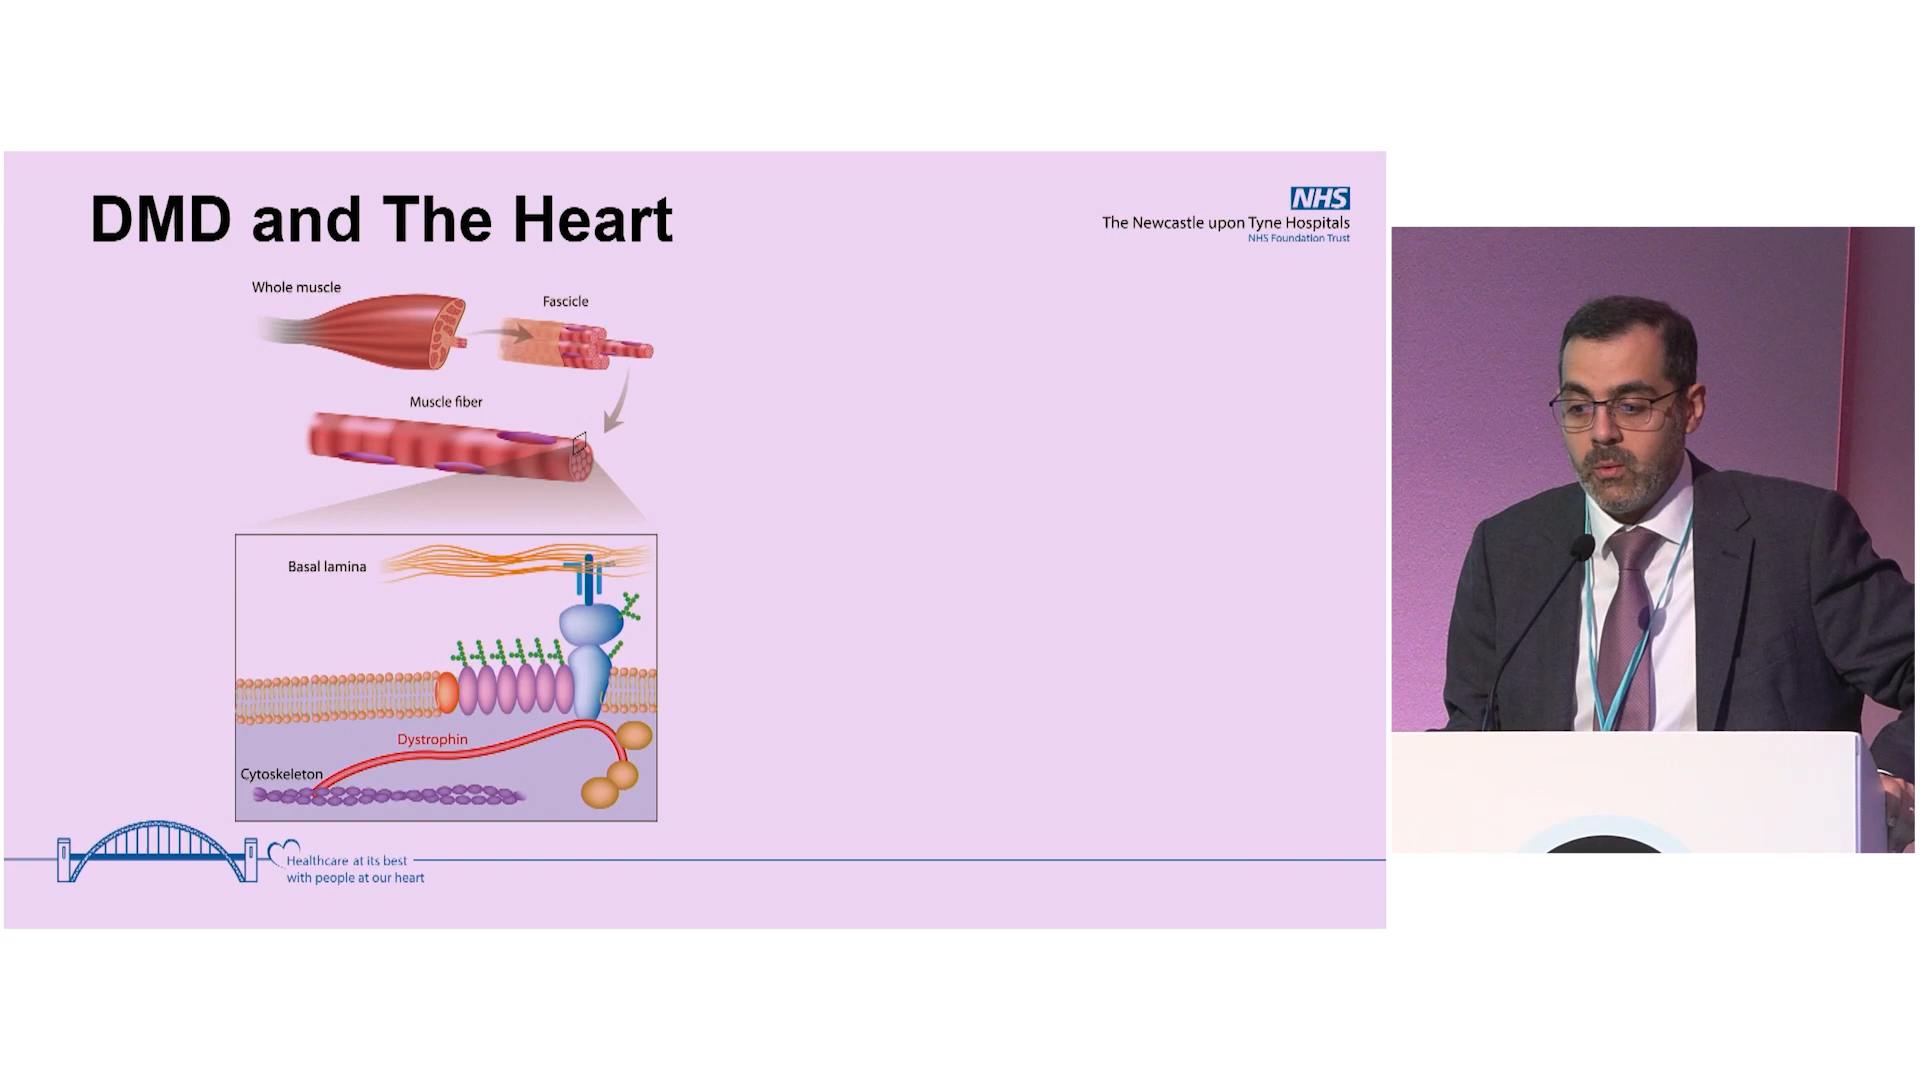 DMD and The Heart
NHS
The Newcastle upon Tyne Hospitals
NHS Foundation Trust
Whole muscle
Fascicle
Muscle fiber
Basal lamina
Dystrophin
Cytoskeleton
Healthcare at its best
with people at our heart